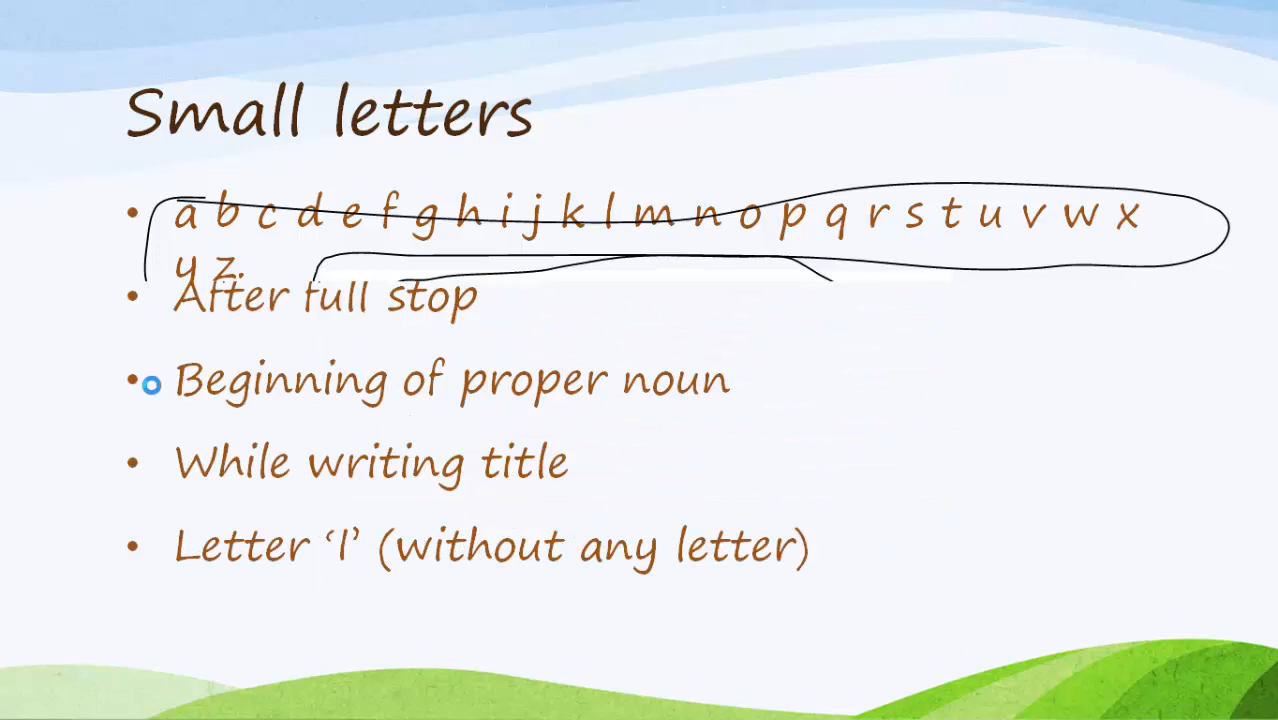 Small letters
• a b c d e f g h i j k l m n o p q r s t u v w x
y z.
• After full stop
• Beginning of proper noun
• While writing title
• Letter ‘I’ (without any letter)